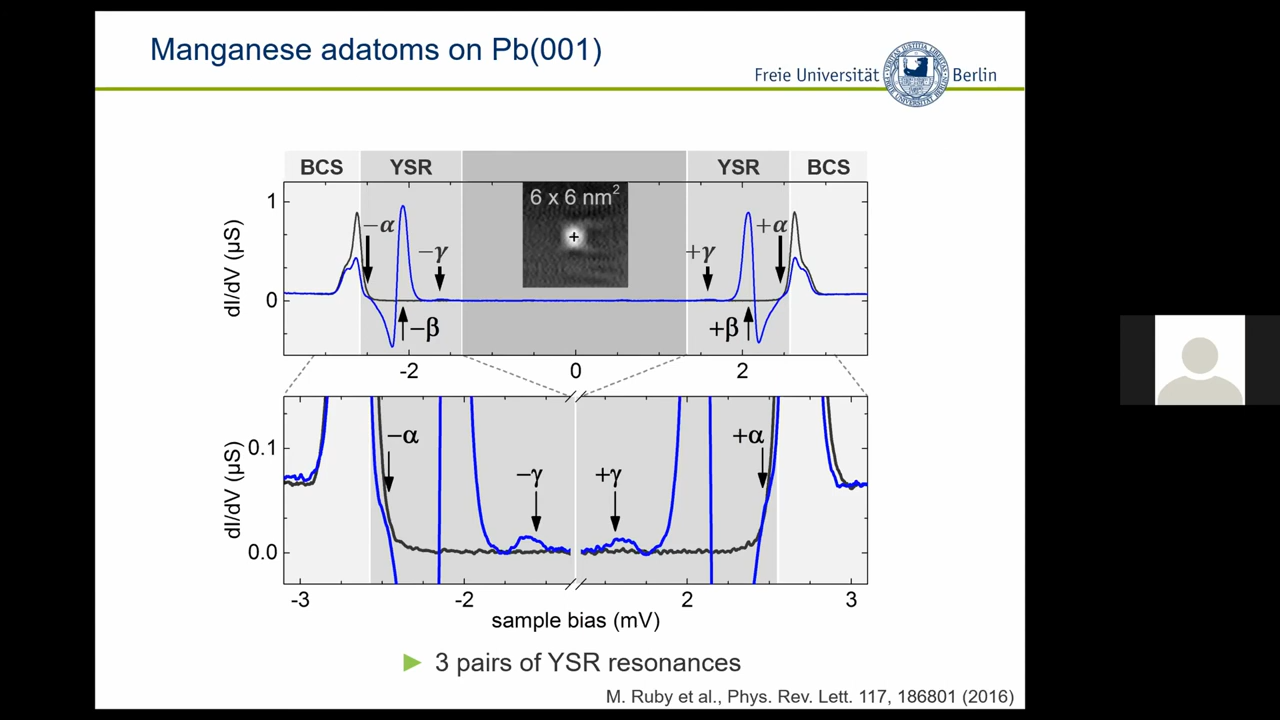 Manganese adatoms on Pb(001)
Freie Universität Berlin
BCS YSR YSR BCS
6 x 6 nm²
1
0
dI/dV (µS)
−α
−γ
−β
+γ
+α
+β
-2 0 2
0.1
0.0
dI/dV (µS)
−α
−γ
+γ
+α
-3 -2 2 3
sample bias (mV)
► 3 pairs of YSR resonances
M. Ruby et al., Phys. Rev. Lett. 117, 186801 (2016)